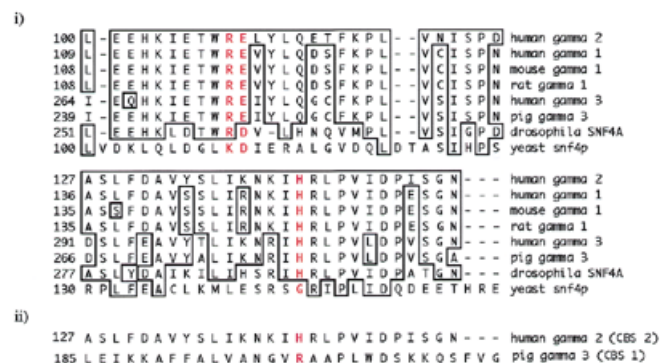 i)
100 L - E E H K I E T W R E L Y L Q E T F K P L - - V N I S P D human gamma 2
109 L - E E H K I E T W R E V Y L Q D S F K P L - - V C I S P N human gamma 1
108 L - E E H K I E T W R E V Y L Q D S F K P L - - V C I S P N mouse gamma 1
108 L - E E H K I E T W R E V Y L Q D S F K P L - - V C I S P N rat gamma 1
264 I - E Q H K I E T W R E I Y L Q G C F K P L - - V S I S P N human gamma 3
239 I - E E H K I E T W R E I Y L Q G C F K P L - - V S I S P N pig gamma 3
251 L - E E H K L D T W R D V - L H N Q V M P L - - V S I G P D drosophila SNF4A
100 L V D K L Q L D G L K D I E R A L G V D Q L D T A S I H P S yeast snf4p
127 A S L F D A V Y S L I K N K I H R L P V I D P I S G N - - - human gamma 2
136 A S L F D A V S S L I R N K I H R L P V I D P E S G N - - - human gamma 1
135 A S S F D A V S S L I R N K I H R L P V I D P E S G N - - - mouse gamma 1
135 A S L F D A V S S L I R N K I H R L P V I D P E S G N - - - rat gamma 1
291 D S L F E A V Y T L I K N R I H R L P V L D P V S G N - - - human gamma 3
266 D S L F E A V Y A L I K N R I H R L P V L D P V S G A - - - pig gamma 3
277 A S L Y D A I K I L I H S R I H R L P V I D P A T G N - - - drosophila SNF4A
130 R P L F E A C L K M L E S R S G R I P L I D Q D E E T H R E yeast snf4p
ii)
127 A S L F D A V Y S L I K N K I H R L P V I D P I S G N - - - human gamma 2 (CBS 2)
185 L E I K K A F F A L V A N G V R A A P L W D S K K Q S F V G pig gamma 3 (CBS 1)